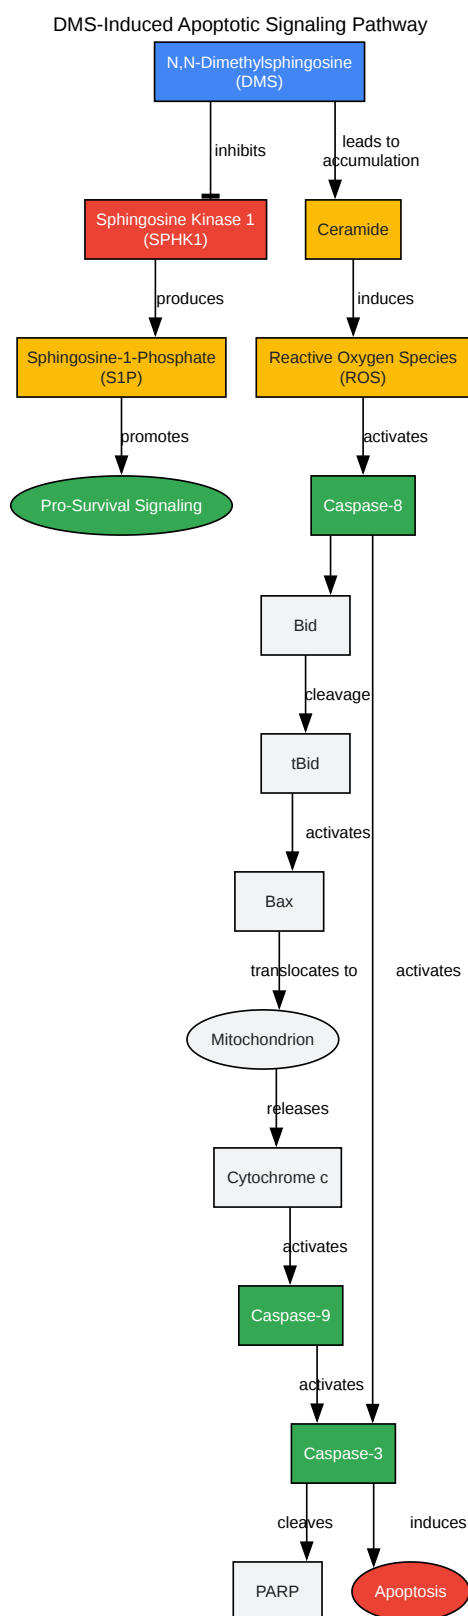 DMS-Induced Apoptotic Signaling Pathway
N,N-Dimethylsphingosine
(DMS)
inhibits
leads to
accumulation
Sphingosine Kinase 1
(SPHK1)
Ceramide
produces
induces
Sphingosine-1-Phosphate
(S1P)
Reactive Oxygen Species
(ROS)
promotes
activates
Pro-Survival Signaling
Caspase-8
Bid
cleavage
tBid
activates
Bax
translocates to
activates
Mitochondrion
releases
Cytochrome c
activates
Caspase-9
activates
Caspase-3
cleaves
induces
PARP
Apoptosis